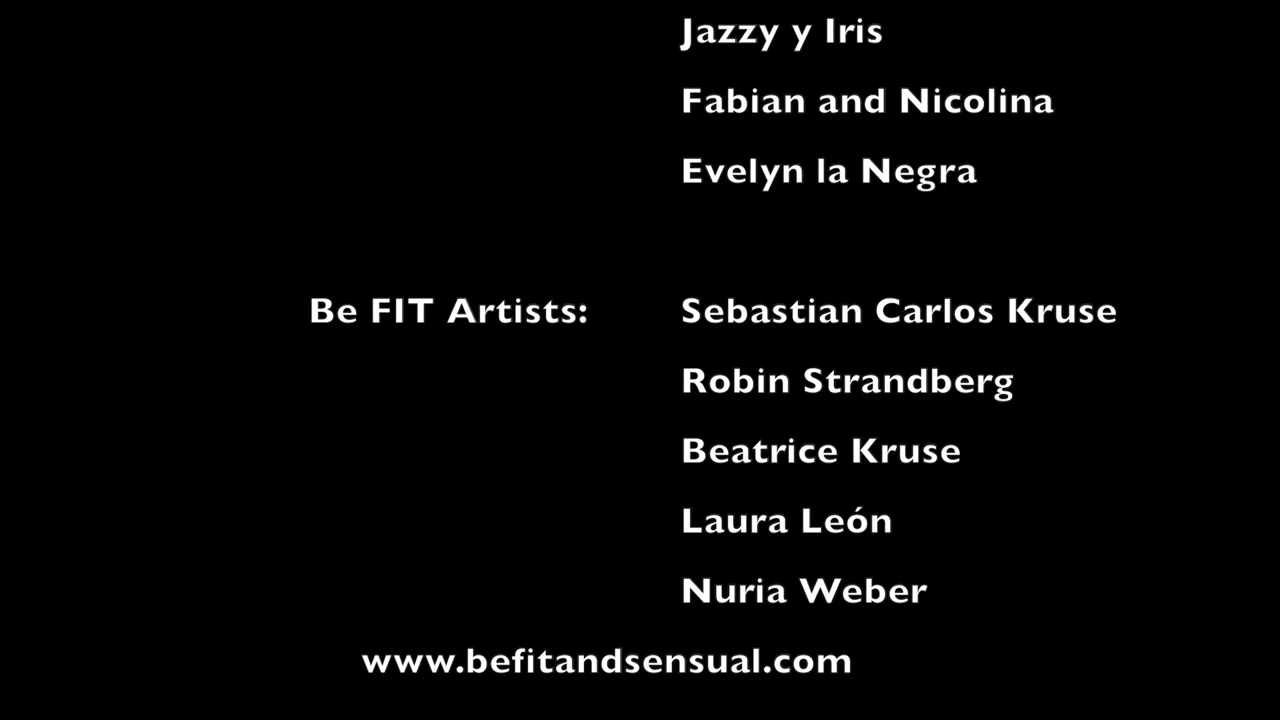 Jazzy y Iris
Fabian and Nicolina
Evelyn la Negra
Be FIT Artists: Sebastian Carlos Kruse
Robin Strandberg
Beatrice Kruse
Laura León
Nuria Weber
www.befitandsensual.com